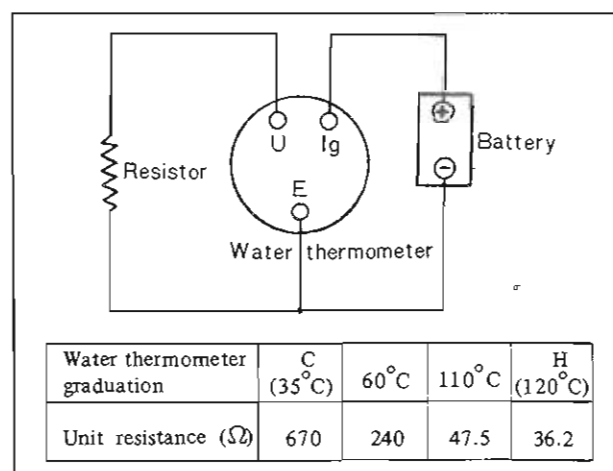 U Ig
⊕
Battery
Resistor
⊖
E
Water thermometer
Water thermometer graduation | C (35°C) | 60°C | 110°C | H (120°C)
Unit resistance (Ω) | 670 | 240 | 47.5 | 36.2